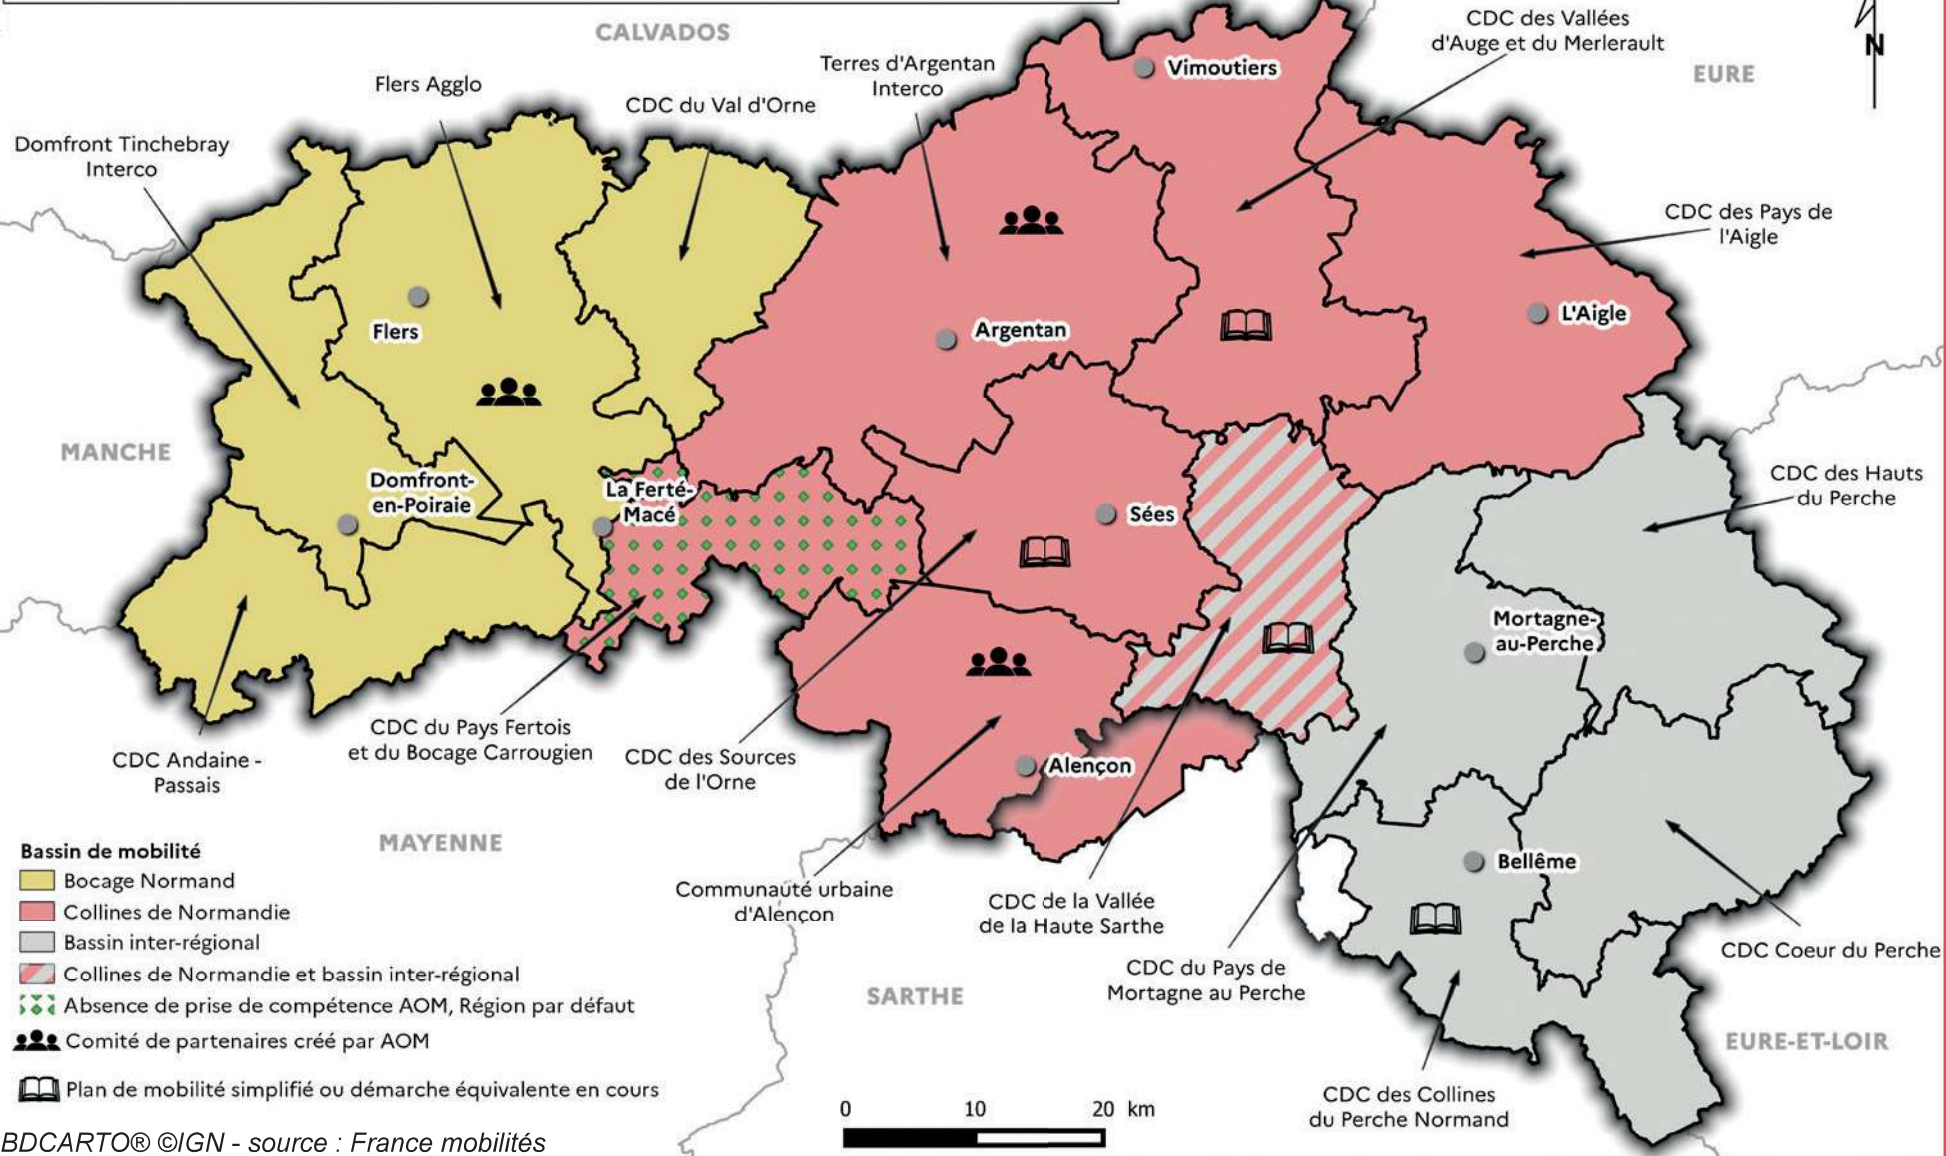 CALVADOS
CDC des Vallées
d'Auge et du Merlerault
N
EURE
Vimoutiers
Terres d'Argentan
Interco
Flers Agglo
CDC du Val d'Orne
Domfront Tinchebray
Interco
CDC des Pays de
l'Aigle
L'Aigle
Flers
Argentan
MANCHE
Domfront-
en-Poiraie
La Ferté-
Macé
Sées
CDC des Hauts
du Perche
Mortagne-
au-Perche
CDC du Pays Fertois
et du Bocage Carrougien
CDC des Sources
de l'Orne
CDC Andaine -
Passais
Alençon
MAYENNE
Bellême
Communauté urbaine
d'Alençon
CDC de la Vallée
de la Haute Sarthe
CDC du Pays de
Mortagne au Perche
CDC Coeur du Perche
SARTHE
EURE-ET-LOIR
CDC des Collines
du Perche Normand
Bassin de mobilité
Bocage Normand
Collines de Normandie
Bassin inter-régional
Collines de Normandie et bassin inter-régional
Absence de prise de compétence AOM, Région par défaut
Comité de partenaires créé par AOM
Plan de mobilité simplifié ou démarche équivalente en cours
0 10 20 km
BDCARTO® ©IGN - source : France mobilités